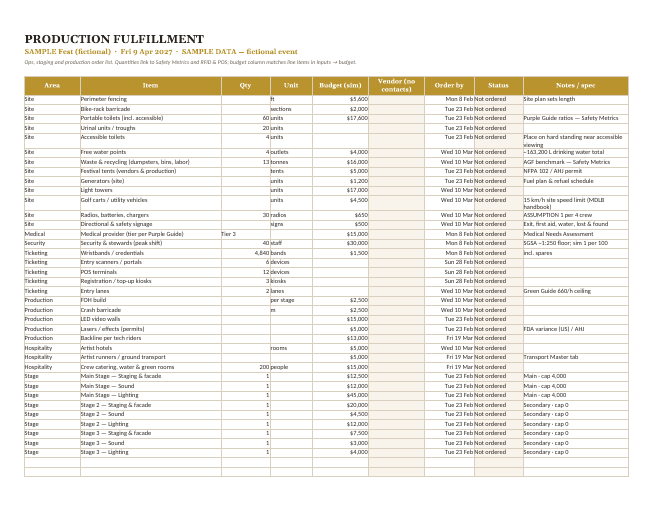 PRODUCTION FULFILLMENT
SAMPLE Fest (fictional) · Fri 9 Apr 2027 · SAMPLE DATA — fictional event
Ops, staging and production order list. Quantities link to Safety Metrics and RFID & POS; budget column matches line items in Inputs → budget.
Area Item Qty Unit Budget (sim) Vendor (no contacts) Order by Status Notes / spec
Site Perimeter fencing ft $5,600 Mon 8 Feb Not ordered Site plan sets length
Site Bike-rack barricade sections $2,000 Mon 8 Feb Not ordered
Site Portable toilets (incl. accessible) 60 units $17,600 Tue 23 Feb Not ordered Purple Guide ratios — Safety Metrics
Site Urinal units / troughs 20 units Tue 23 Feb Not ordered
Site Accessible toilets 4 units Tue 23 Feb Not ordered Place on hard standing near accessible
viewing
Site Free water points 4 outlets $4,000 Wed 10 Mar Not ordered ~163,200 L drinking water total
Site Waste & recycling (dumpsters, bins, labor) 13 tonnes $16,000 Wed 10 Mar Not ordered AGF benchmark — Safety Metrics
Site Festival tents (vendors & production) tents $5,000 Tue 23 Feb Not ordered NFPA 102 / AHJ permit
Site Generators (site) units $1,200 Tue 23 Feb Not ordered Fuel plan & refuel schedule
Site Light towers units $17,000 Wed 10 Mar Not ordered
Site Golf carts / utility vehicles units $4,500 Wed 10 Mar Not ordered 15 km/h site speed limit (MDLB
handbook)
Site Radios, batteries, chargers 30 radios $650 Wed 10 Mar Not ordered ASSUMPTION 1 per 4 crew
Site Directional & safety signage signs $500 Wed 10 Mar Not ordered Exit, first aid, water, lost & found
Medical Medical provider (tier per Purple Guide) Tier 3 $15,000 Mon 8 Feb Not ordered Medical Needs Assessment
Security Security & stewards (peak shift) 40 staff $30,000 Mon 8 Feb Not ordered SGSA ~1:250 floor; sim 1 per 100
Ticketing Wristbands / credentials 4,840 bands $1,500 Wed 10 Mar Not ordered incl. spares
Ticketing Entry scanners / portals 6 devices Sun 28 Feb Not ordered
Ticketing POS terminals 12 devices Sun 28 Feb Not ordered
Ticketing Registration / top-up kiosks 3 kiosks Sun 28 Feb Not ordered
Ticketing Entry lanes 2 lanes Wed 10 Mar Not ordered Green Guide 660/h ceiling
Production FOH build per stage $2,500 Wed 10 Mar Not ordered
Production Crash barricade m $2,500 Wed 10 Mar Not ordered
Production LED video walls $15,000 Tue 23 Feb Not ordered
Production Lasers / effects (permits) $5,000 Tue 23 Feb Not ordered FDA variance (US) / AHJ
Production Backline per tech riders $13,000 Fri 19 Mar Not ordered
Hospitality Artist hotels rooms $5,000 Wed 10 Mar Not ordered
Hospitality Artist runners / ground transport $5,000 Fri 19 Mar Not ordered Transport Master tab
Hospitality Crew catering, water & green rooms 200 people $15,000 Fri 19 Mar Not ordered
Stage Main Stage — Staging & facade 1 $12,500 Tue 23 Feb Not ordered Main · cap 4,000
Stage Main Stage — Sound 1 $12,000 Tue 23 Feb Not ordered Main · cap 4,000
Stage Main Stage — Lighting 1 $45,000 Tue 23 Feb Not ordered Main · cap 4,000
Stage Stage 2 — Staging & facade 1 $20,000 Tue 23 Feb Not ordered Secondary · cap 0
Stage Stage 2 — Sound 1 $4,500 Tue 23 Feb Not ordered Secondary · cap 0
Stage Stage 2 — Lighting 1 $12,000 Tue 23 Feb Not ordered Secondary · cap 0
Stage Stage 3 — Staging & facade 1 $7,500 Tue 23 Feb Not ordered Secondary · cap 0
Stage Stage 3 — Sound 1 $3,000 Tue 23 Feb Not ordered Secondary · cap 0
Stage Stage 3 — Lighting 1 $4,000 Tue 23 Feb Not ordered Secondary · cap 0